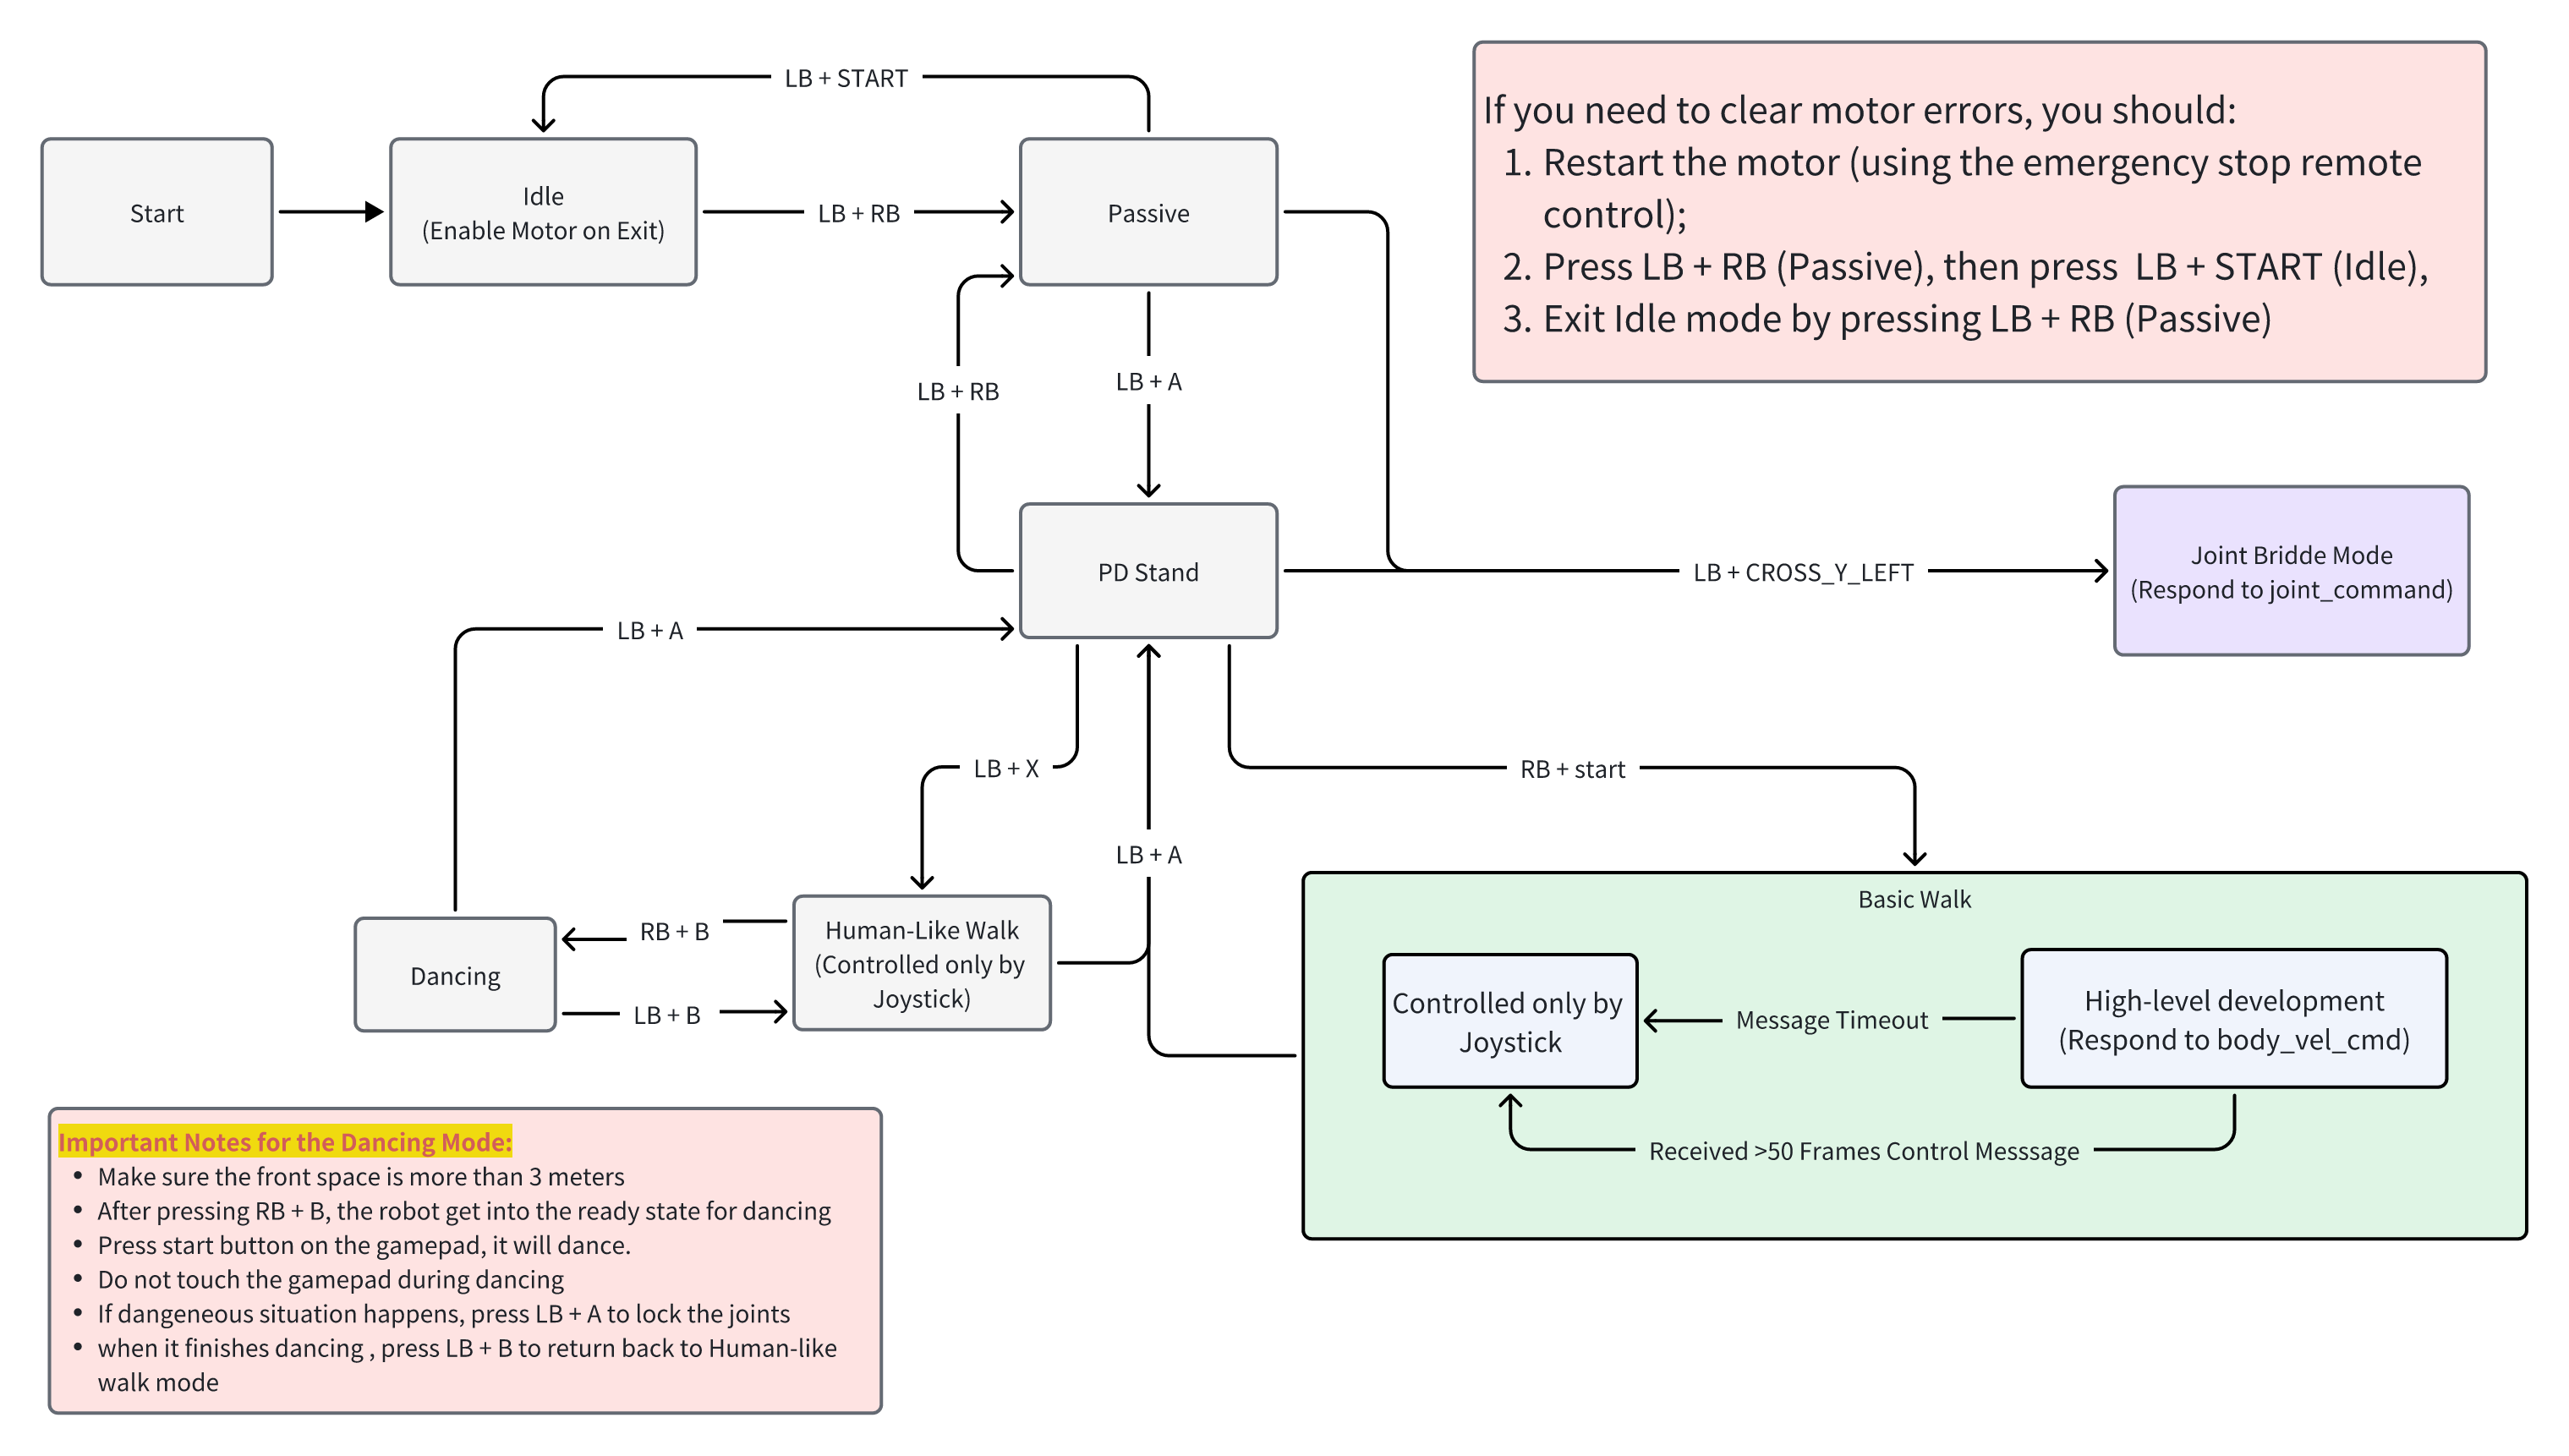 LB + START
If you need to clear motor errors, you should:
1. Restart the motor (using the emergency stop remote
control);
2. Press LB + RB (Passive), then press  LB + START (Idle),
3. Exit Idle mode by pressing LB + RB (Passive)
Start
Idle
(Enable Motor on Exit)
LB + RB
Passive
LB + RB
LB + A
PD Stand
LB + CROSS_Y_LEFT
Joint Bridde Mode
(Respond to joint_command)
LB + A
LB + X
RB + start
LB + A
Dancing
RB + B
LB + B
Human-Like Walk
(Controlled only by
Joystick)
Basic Walk
Controlled only by
Joystick
Message Timeout
High-level development
(Respond to body_vel_cmd)
Received >50 Frames Control Messsage
Important Notes for the Dancing Mode:
• Make sure the front space is more than 3 meters
• After pressing RB + B, the robot get into the ready state for dancing
• Press start button on the gamepad, it will dance.
• Do not touch the gamepad during dancing
• If dangeneous situation happens, press LB + A to lock the joints
• when it finishes dancing , press LB + B to return back to Human-like
walk mode